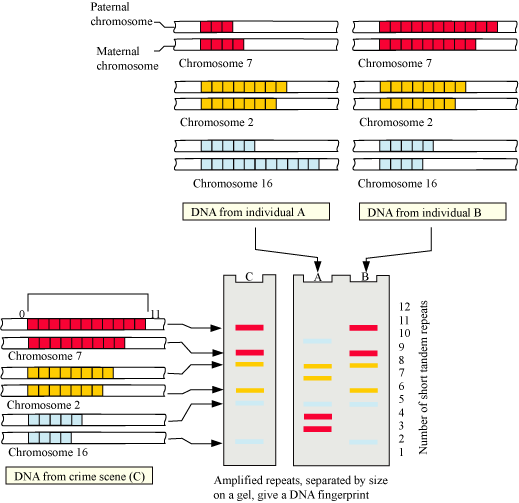 Paternal
chromosome
Maternal
chromosome
Chromosome 7
Chromosome 7
Chromosome 2
Chromosome 2
Chromosome 16
Chromosome 16
DNA from individual A
DNA from individual B
C
A
B
0
11
Chromosome 7
Chromosome 2
Chromosome 16
DNA from crime scene (C)
12
11
10
9
8
7
6
5
4
3
2
1
Number of short tandem repeats
Amplified repeats, separated by size
on a gel, give a DNA fingerprint